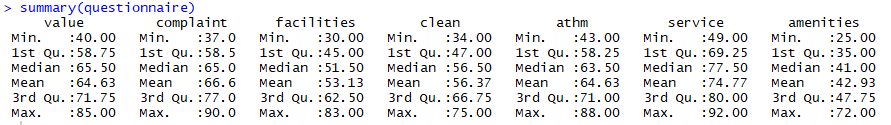 > summary(questionnaire)
value complaint facilities clean athm service amenities
Min. :40.00 Min. :37.0 Min. :30.00 Min. :34.00 Min. :43.00 Min. :49.00 Min. :25.00
1st Qu.:58.75 1st Qu.:58.5 1st Qu.:45.00 1st Qu.:47.00 1st Qu.:58.25 1st Qu.:69.25 1st Qu.:35.00
Median :65.50 Median :65.0 Median :51.50 Median :56.50 Median :63.50 Median :77.50 Median :41.00
Mean :64.63 Mean :66.6 Mean :53.13 Mean :56.37 Mean :64.63 Mean :74.77 Mean :42.93
3rd Qu.:71.75 3rd Qu.:77.0 3rd Qu.:62.50 3rd Qu.:66.75 3rd Qu.:71.00 3rd Qu.:80.00 3rd Qu.:47.75
Max. :85.00 Max. :90.0 Max. :83.00 Max. :75.00 Max. :88.00 Max. :92.00 Max. :72.00